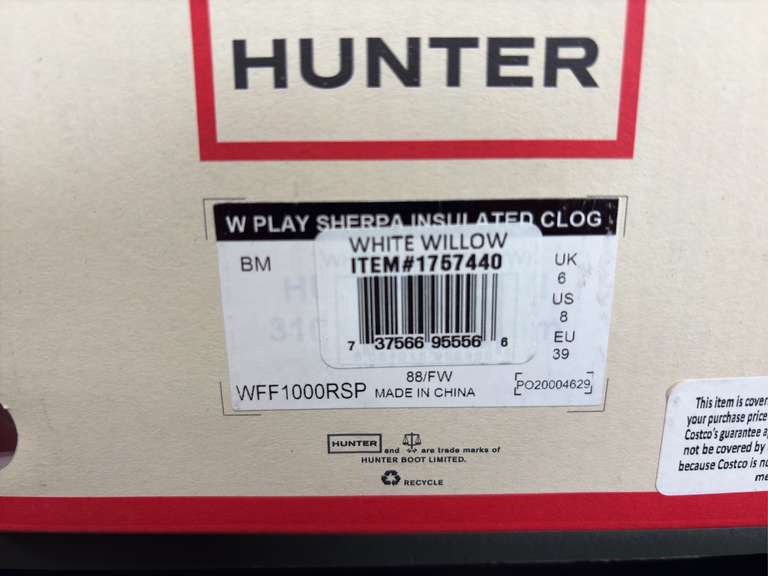 HUNTER
W PLAY SHERPA INSULATED CLOG
WHITE WILLOW
ITEM#1757440
BM
UK
6
US
8
EU
39
7 37566 95556 6
88/FW
WFF1000RSP MADE IN CHINA
PO20004629
HUNTER and are trade marks of
HUNTER BOOT LIMITED.
RECYCLE
This item is
your purchase price
Costco's guarantee
not be covered by
because Costco is